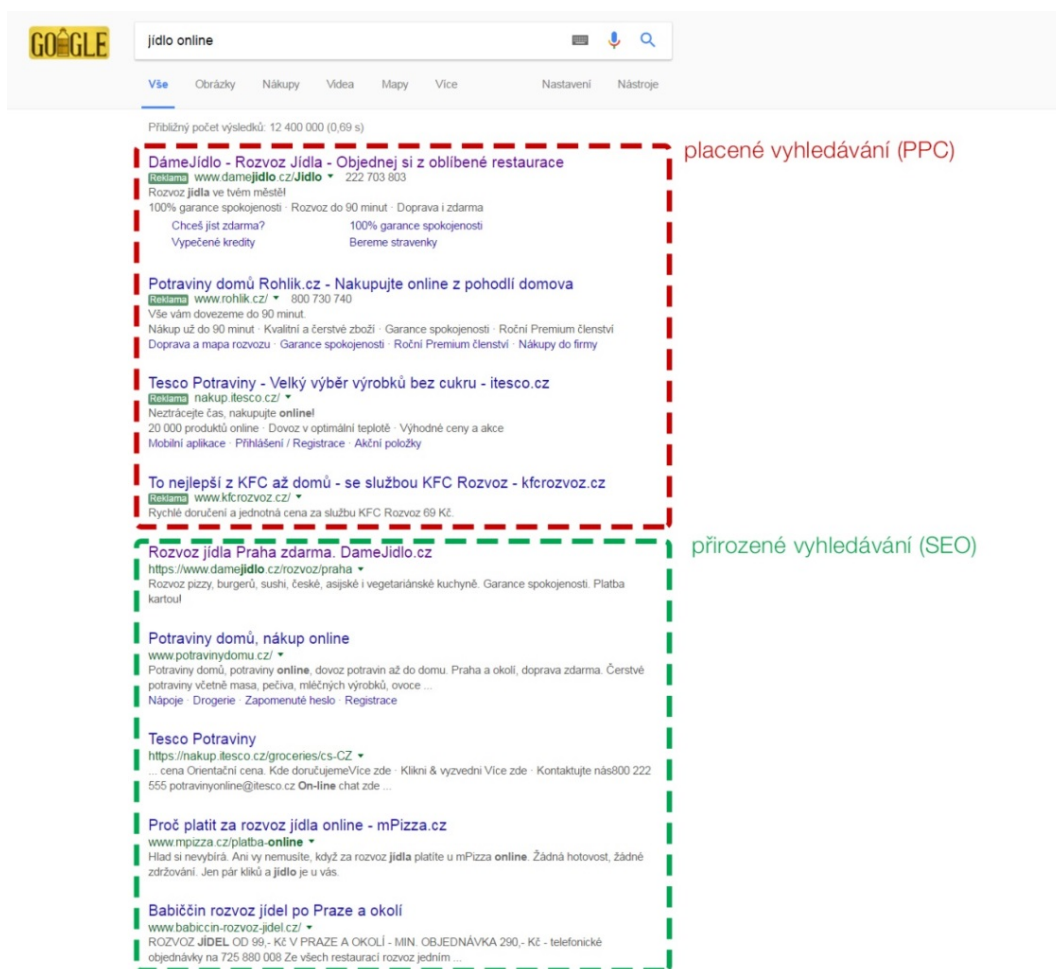 GOOGLE
jídlo online
Vše Obrázky Nákupy Videa Mapy Více Nastavení Nástroje
Přibližný počet výsledků: 12 400 000 (0,69 s)
placené vyhledávání (PPC)
DámeJídlo - Rozvoz Jídla - Objednej si z oblíbené restaurace
Reklama www.damejidlo.cz/Jidlo 222 703 803
Rozvoz jídla ve tvém městě!
100% garance spokojenosti · Rozvoz do 90 minut · Doprava i zdarma
Chceš jíst zdarma? 100% garance spokojenosti
Vypečené kredity Bereme stravenky
Potraviny domů Rohlik.cz - Nakupujte online z pohodlí domova
Reklama www.rohlik.cz/ 800 730 740
Vše vám dovezeme do 90 minut.
Nákup už do 90 minut · Kvalitní a čerstvé zboží · Garance spokojenosti · Roční Premium členství
Doprava a mapa rozvozu · Garance spokojenosti · Roční Premium členství · Nákupy do firmy
Tesco Potraviny - Velký výběr výrobků bez cukru - itesco.cz
Reklama nakup.itesco.cz/
Neztrácejte čas, nakupujte online!
20 000 produktů online · Dovoz v optimální teplotě · Výhodné ceny a akce
Mobilní aplikace · Přihlášení / Registrace · Akční položky
To nejlepší z KFC až domů - se službou KFC Rozvoz - kfcrozvoz.cz
Reklama www.kfcrozvoz.cz/
Rychlé doručení a jednotná cena za službu KFC Rozvoz 69 Kč.
přirozené vyhledávání (SEO)
Rozvoz jídla Praha zdarma. DameJidlo.cz
https://www.damejidlo.cz/rozvoz/praha
Rozvoz pizzy, burgerů, sushi, české, asijské i vegetariánské kuchyně. Garance spokojenosti. Platba
kartou!
Potraviny domů, nákup online
www.potravinydomu.cz/
Potraviny domů, potraviny online, dovoz potravin až do domu. Praha a okolí, doprava zdarma. Čerstvé
potraviny včetně masa, pečiva, mléčných výrobků, ovoce ...
Nápoje · Drogerie · Zapomenuté heslo · Registrace
Tesco Potraviny
https://nakup.itesco.cz/groceries/cs-CZ
... cena Orientační cena. Kde doručujemeVíce zde · Klikni & vyzvedni Více zde · Kontaktujte nás800 222
555 potravinyonline@itesco.cz On-line chat zde ...
Proč platit za rozvoz jídla online - mPizza.cz
www.mpizza.cz/platba-online
Hlad si nevybírá. Ani vy nemusíte, když za rozvoz jídla platíte u mPizza online. Žádná hotovost, žádné
zdržování. Jen pár kliků a jídlo je u vás.
Babiččin rozvoz jídel po Praze a okolí
www.babiccin-rozvoz-jidel.cz/
ROZVOZ JÍDEL OD 99,- Kč V PRAZE A OKOLÍ - MIN. OBJEDNÁVKA 290,- Kč - telefonické
objednávky na 725 880 008 Ze všech restaurací rozvoz jedním ...